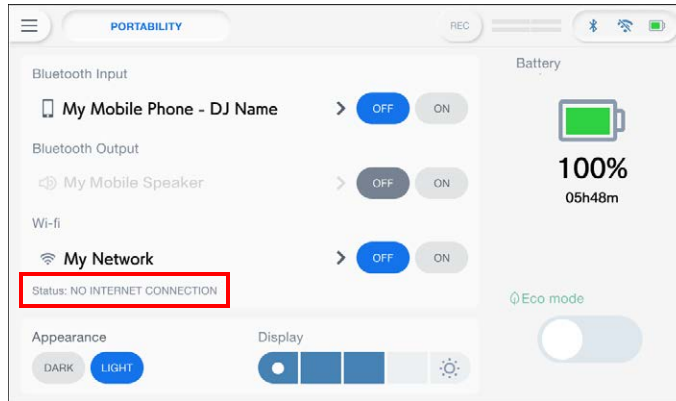 PORTABILITY
REC
Bluetooth Input
My Mobile Phone - DJ Name
OFF ON
Bluetooth Output
My Mobile Speaker
OFF ON
Wi-fi
My Network
OFF ON
Status: NO INTERNET CONNECTION
Appearance
DARK LIGHT
Display
Battery
100%
05h48m
Eco mode